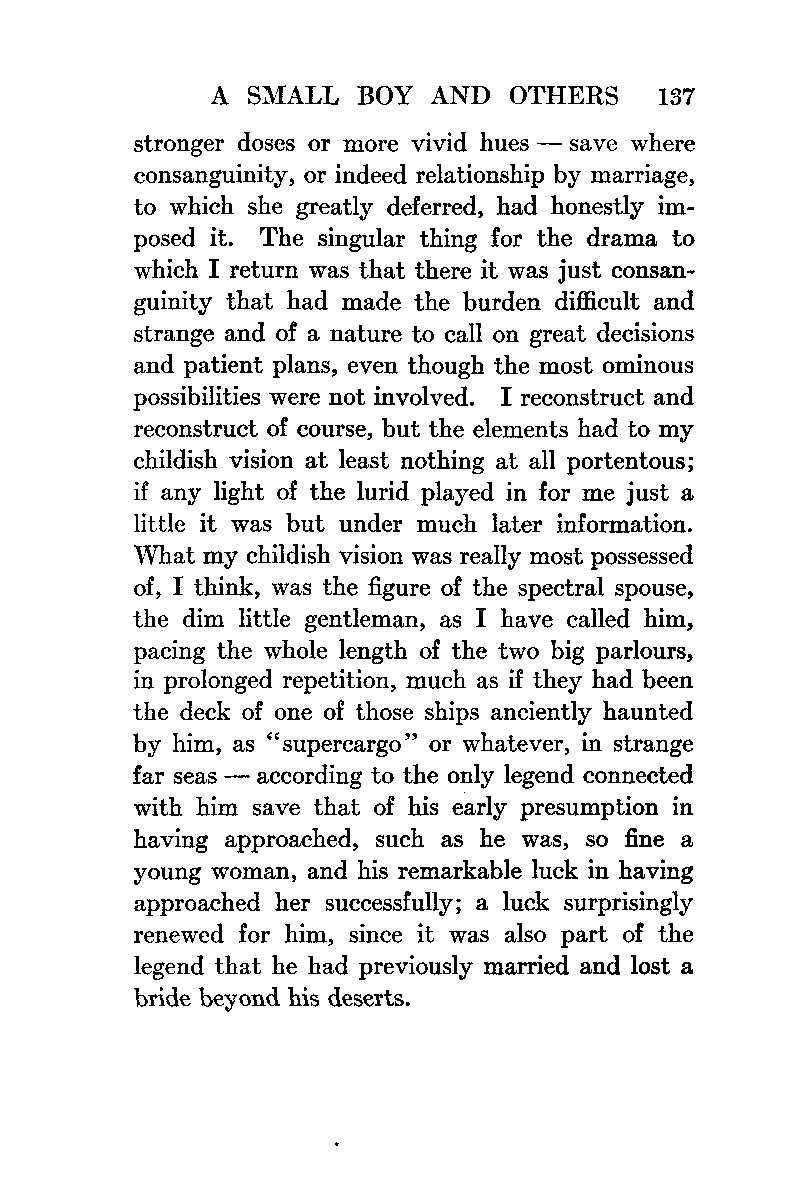 A SMALL BOY AND OTHERS 137
stronger doses or more vivid hues — save where
consanguinity, or indeed relationship by marriage,
to which she greatly deferred, had honestly im-
posed it. The singular thing for the drama to
which I return was that there it was just consan-
guinity that had made the burden difficult and
strange and of a nature to call on great decisions
and patient plans, even though the most ominous
possibilities were not involved. I reconstruct and
reconstruct of course, but the elements had to my
childish vision at least nothing at all portentous;
if any light of the lurid played in for me just a
little it was but under much later information.
What my childish vision was really most possessed
of, I think, was the figure of the spectral spouse,
the dim little gentleman, as I have called him,
pacing the whole length of the two big parlours,
in prolonged repetition, much as if they had been
the deck of one of those ships anciently haunted
by him, as “supercargo” or whatever, in strange
far seas — according to the only legend connected
with him save that of his early presumption in
having approached, such as he was, so fine a
young woman, and his remarkable luck in having
approached her successfully; a luck surprisingly
renewed for him, since it was also part of the
legend that he had previously married and lost a
bride beyond his deserts.